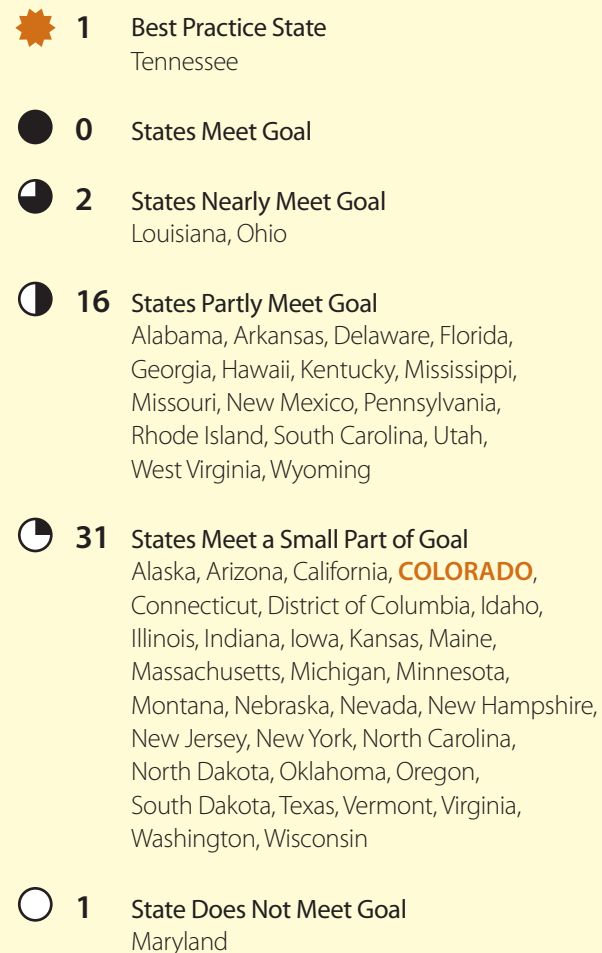 1 Best Practice State
Tennessee
0 States Meet Goal
2 States Nearly Meet Goal
Louisiana, Ohio
16 States Partly Meet Goal
Alabama, Arkansas, Delaware, Florida,
Georgia, Hawaii, Kentucky, Mississippi,
Missouri, New Mexico, Pennsylvania,
Rhode Island, South Carolina, Utah,
West Virginia, Wyoming
31 States Meet a Small Part of Goal
Alaska, Arizona, California, COLORADO,
Connecticut, District of Columbia, Idaho,
Illinois, Indiana, Iowa, Kansas, Maine,
Massachusetts, Michigan, Minnesota,
Montana, Nebraska, Nevada, New Hampshire,
New Jersey, New York, North Carolina,
North Dakota, Oklahoma, Oregon,
South Dakota, Texas, Vermont, Virginia,
Washington, Wisconsin
1 State Does Not Meet Goal
Maryland